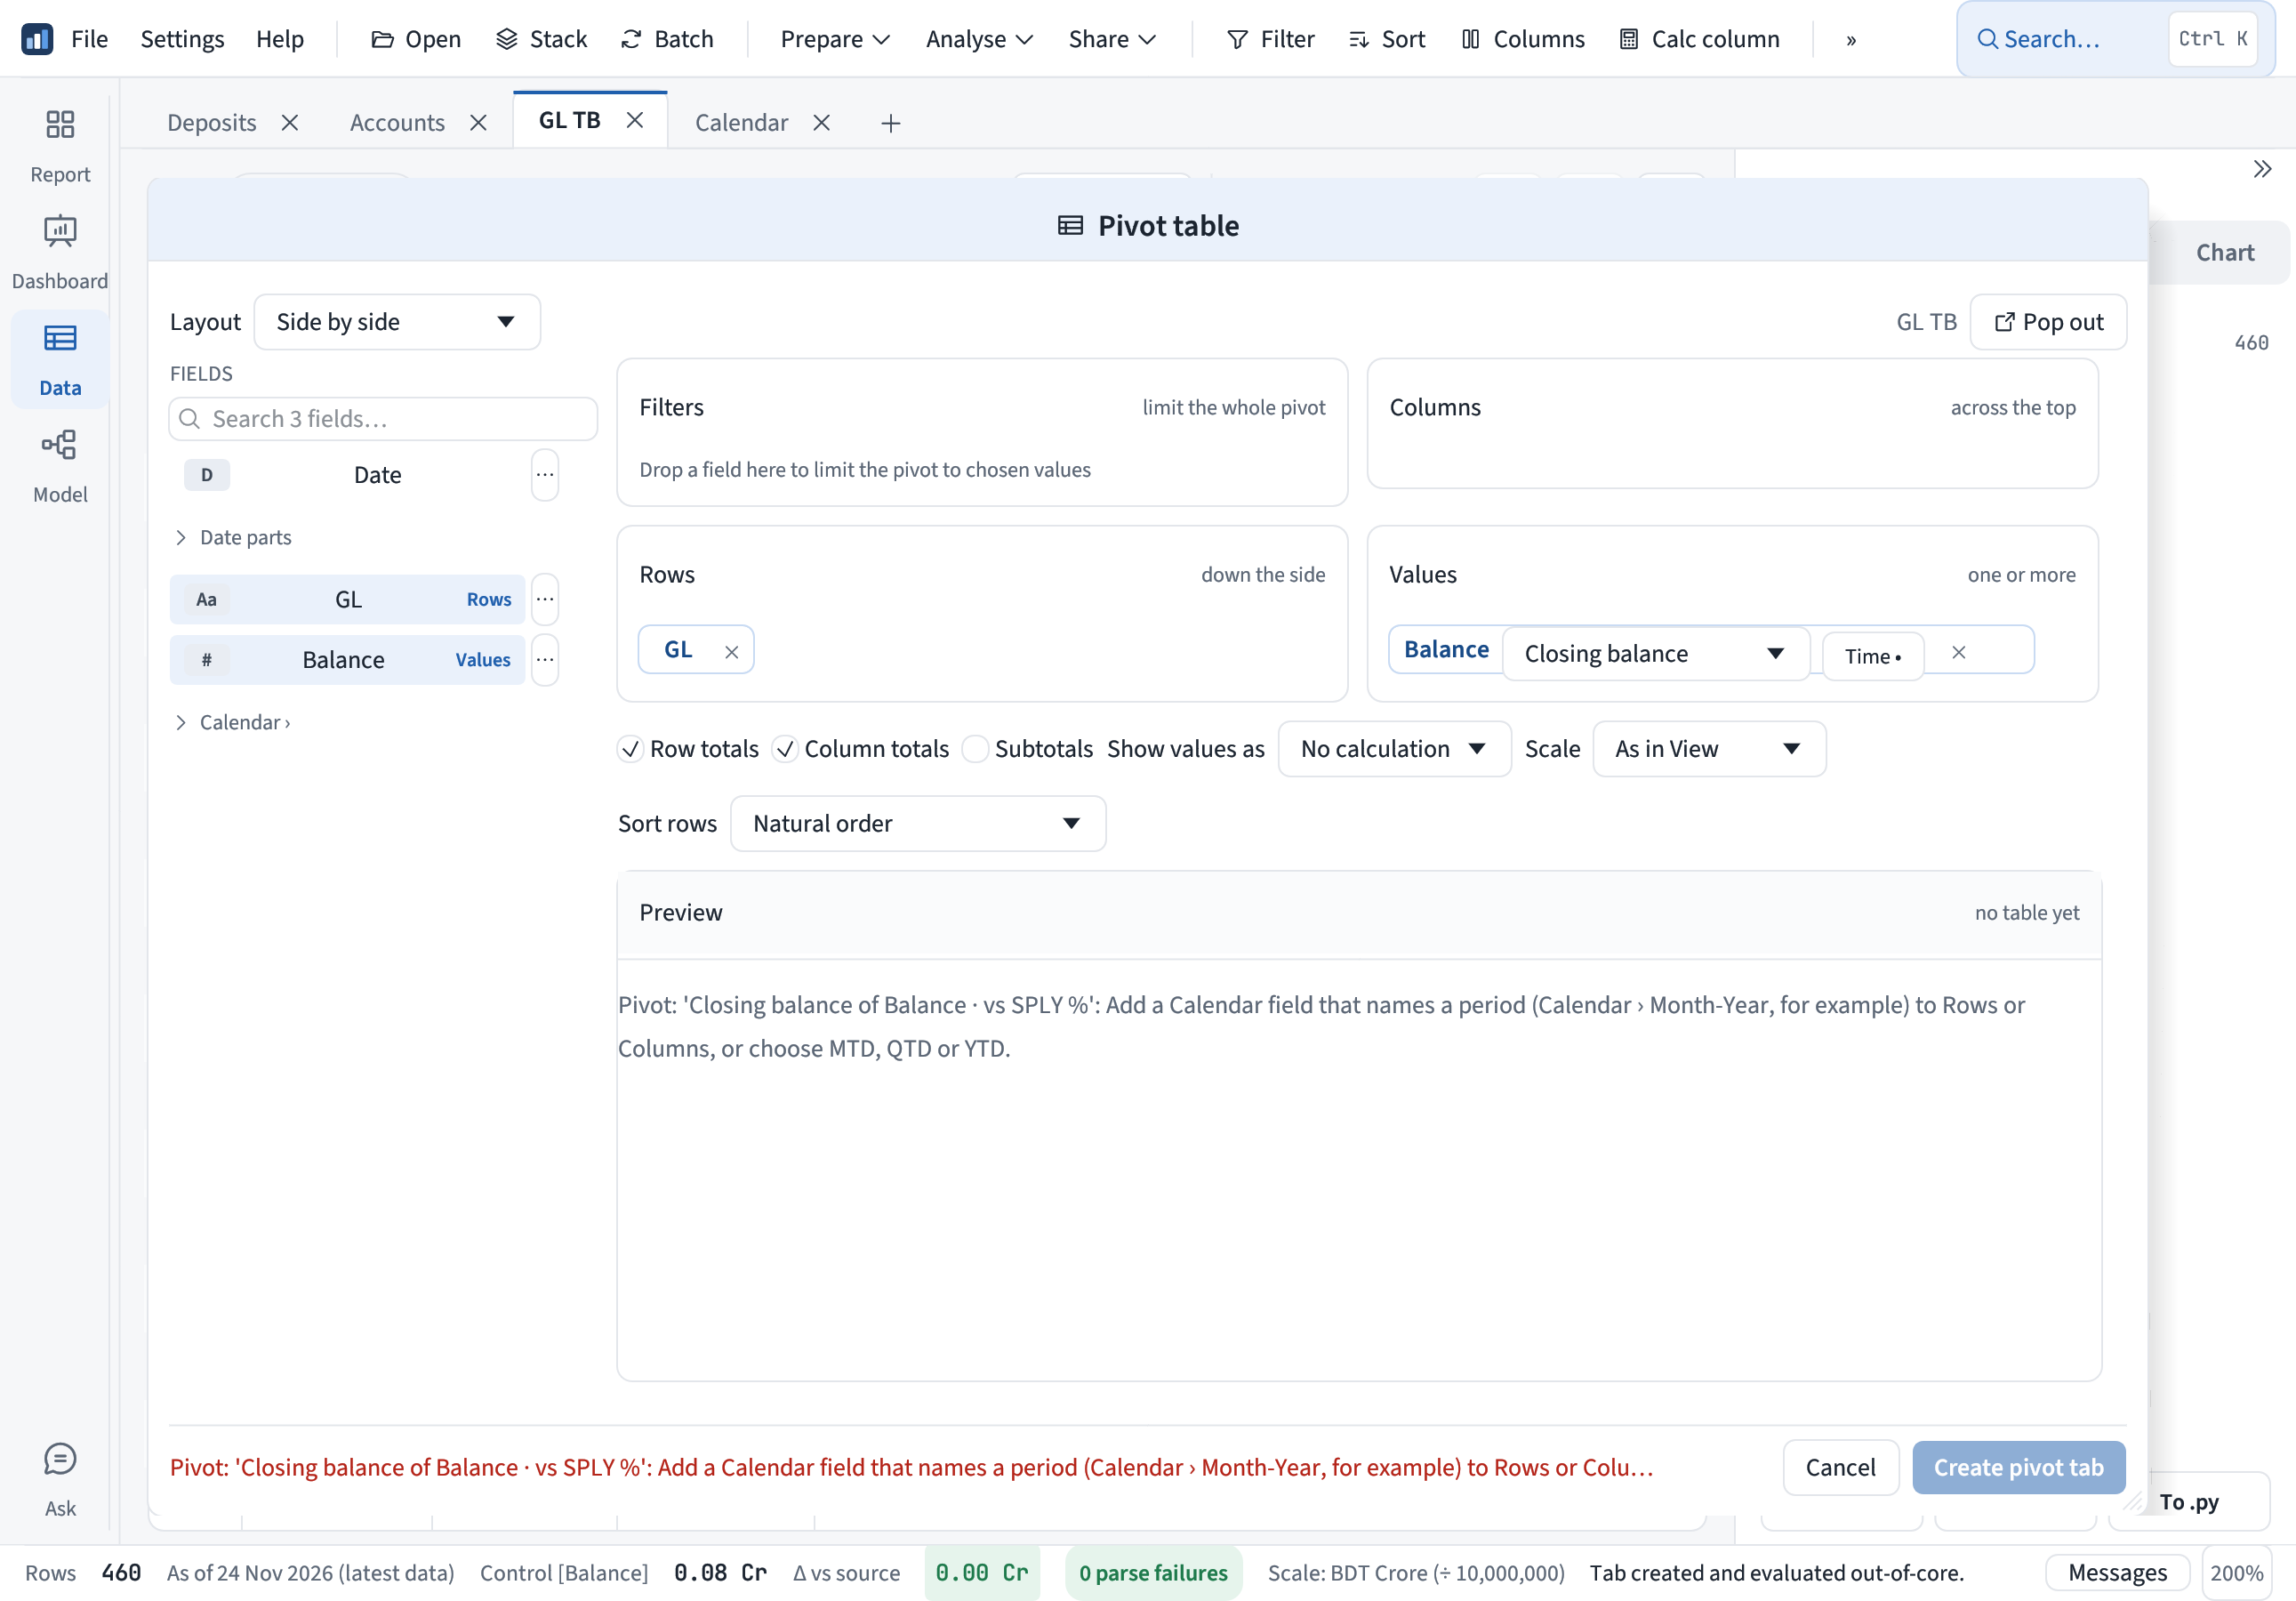 File Settings Help Open Stack Batch Prepare Analyse Share Filter Sort Columns Calc column » Search… Ctrl K
Deposits Accounts GL TB Calendar
Report
Dashboard
Data
Model
Ask
Pivot table
Chart
460
Layout Side by side GL TB Pop out
FIELDS
Search 3 fields…
D Date ...
Date parts
Aa GL Rows ...
# Balance Values ...
Calendar ›
Filters limit the whole pivot
Drop a field here to limit the pivot to chosen values
Columns across the top
Rows down the side
GL
Values one or more
Balance Closing balance Time •
Row totals Column totals Subtotals Show values as No calculation Scale As in View
Sort rows Natural order
Preview no table yet
Pivot: 'Closing balance of Balance · vs SPLY %': Add a Calendar field that names a period (Calendar › Month-Year, for example) to Rows or
Columns, or choose MTD, QTD or YTD.
Pivot: 'Closing balance of Balance · vs SPLY %': Add a Calendar field that names a period (Calendar › Month-Year, for example) to Rows or Colu…
Cancel Create pivot tab
To .py
Rows 460 As of 24 Nov 2026 (latest data) Control [Balance] 0.08 Cr Δ vs source 0.00 Cr 0 parse failures Scale: BDT Crore (÷ 10,000,000) Tab created and evaluated out-of-core. Messages 200%